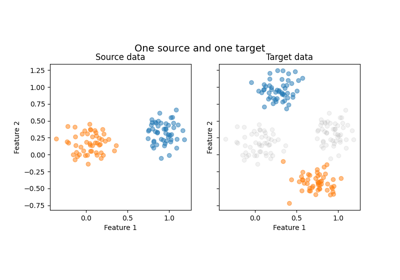 One source and one target
Source data
Target data
1.25
1.00
0.75
0.50
0.25
0.00
−0.25
−0.50
−0.75
Feature 2
Feature 2
0.0
0.5
1.0
0.0
0.5
1.0
Feature 1
Feature 1